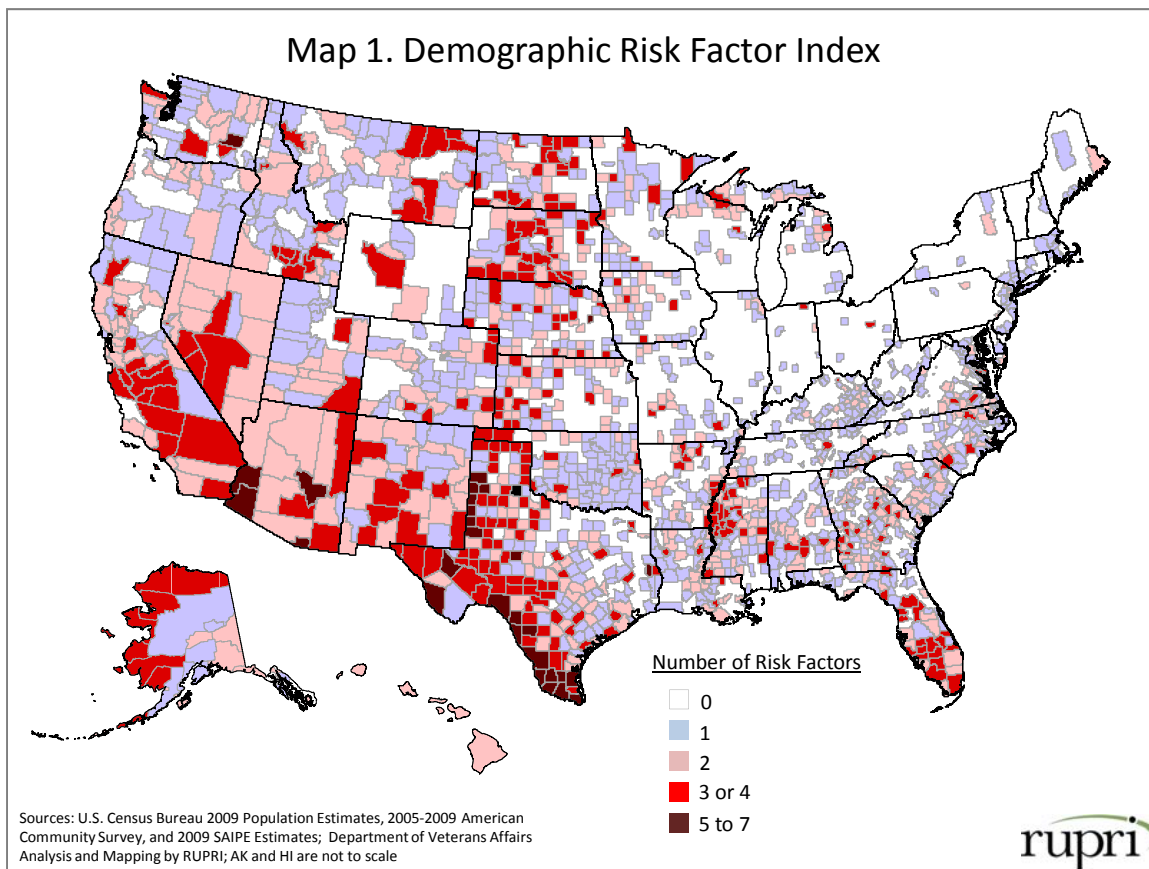 Map 1. Demographic Risk Factor Index
Number of Risk Factors
0
1
2
3 or 4
5 to 7
Sources: U.S. Census Bureau 2009 Population Estimates, 2005-2009 American
Community Survey, and 2009 SAIPE Estimates; Department of Veterans Affairs
Analysis and Mapping by RUPRI; AK and HI are not to scale
rupri